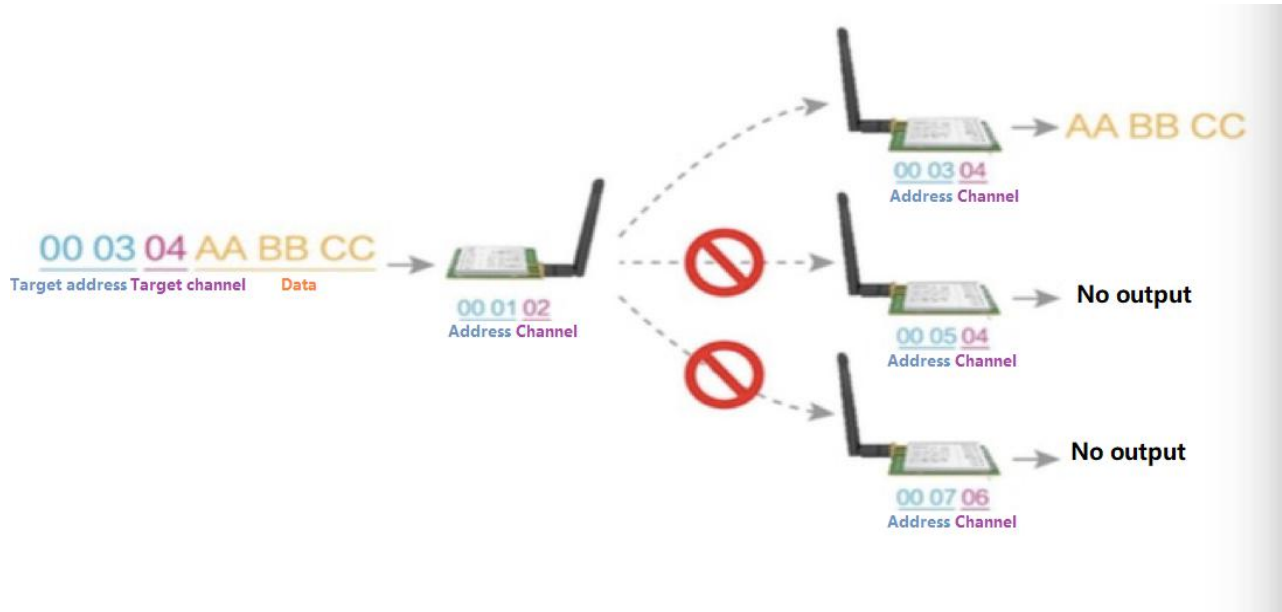 00 03 04 AA BB CC
Target address Target channel Data
00 01 02
Address Channel
AA BB CC
00 03 04
Address Channel
No output
00 05 04
Address Channel
No output
00 07 06
Address Channel